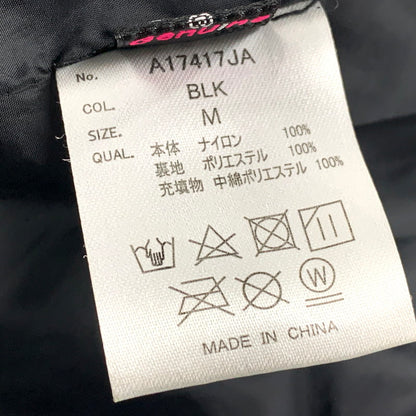 Genuine
No. A17417JA
COL. BLK
SIZE. M
QUAL. 本体 ナイロン 100%
裏地 ポリエステル 100%
充填物 中綿ポリエステル 100%
W
MADE IN CHINA